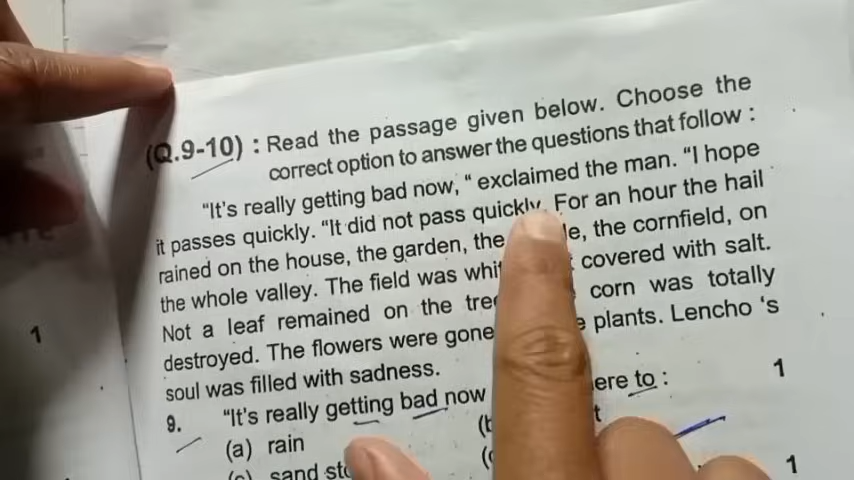 (Q.9-10) : Read the passage given below. Choose the
correct option to answer the questions that follow :
"It's really getting bad now, " exclaimed the man. "I hope
it passes quickly. "It did not pass quickly. For an hour the hail
rained on the house, the garden, the the cornfield, on
the whole valley. The field was covered with salt.
Not a leaf remained on the corn was totally
destroyed. The flowers were gone plants. Lencho 's
soul was filled with sadness.
1
9. "It's really getting bad now to :
1
(a) rain
(c) sand
1